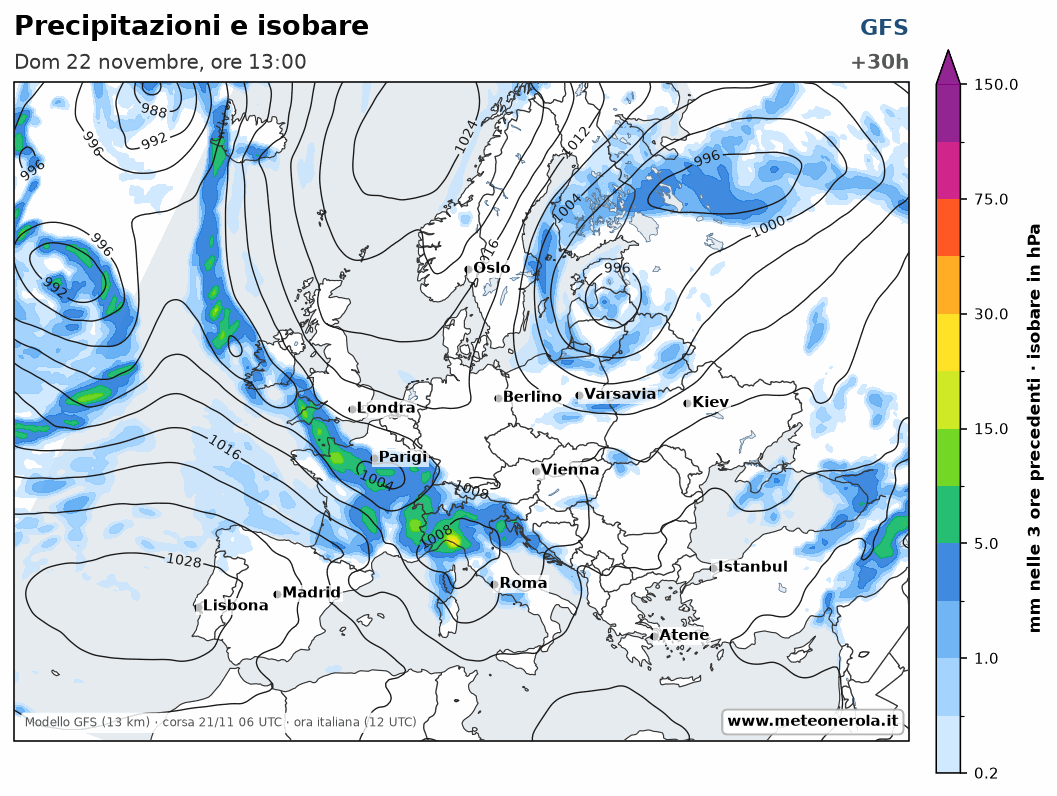 Precipitazioni e isobare
GFS
Dom 22 novembre, ore 13:00
+30h
150.0
75.0
30.0
15.0
5.0
1.0
0.2
mm nelle 3 ore precedenti · isobare in hPa
988
992
996
996
996
992
1024
1012
1004
996
1000
996
Oslo
Londra
Berlino
Varsavia
Kiev
1016
Parigi
1004
1008
Vienna
1008
1028
Lisbona
Madrid
Roma
Istanbul
Atene
Modello GFS (13 km) · corsa 21/11 06 UTC · ora italiana (12 UTC)
www.meteonerola.it